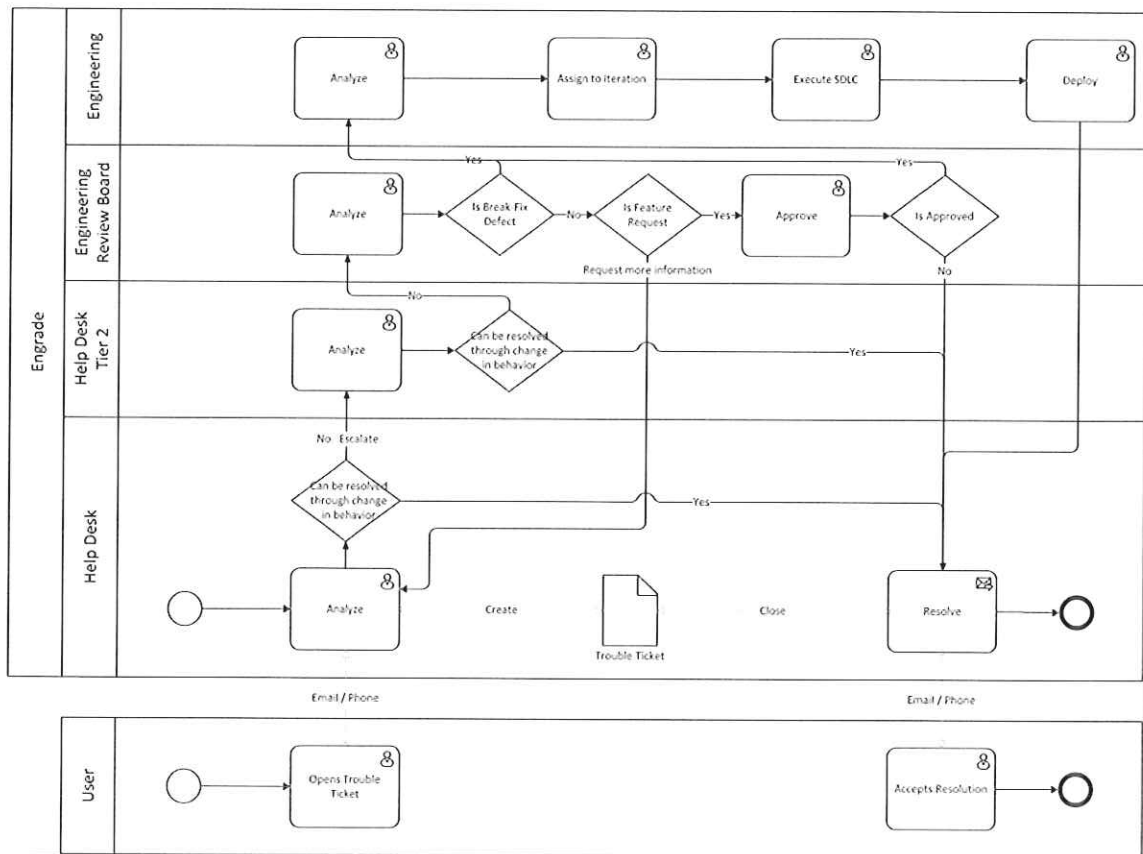 Engrade
Engineering
Analyze
Assign to Iteration
Execute SDLC
Deploy
Engineering
Review Board
Yes
Yes
Analyze
Is Break-Fix
Defect
No
Is Feature
Request
Yes
Approve
Is Approved
Request more information
No
Help Desk
Tier 2
No
Analyze
Can be resolved
through change
in behavior
Yes
Help Desk
No Escalate
Can be resolved
through change
in behavior
Yes
Analyze
Create
Trouble Ticket
Close
Resolve
Email / Phone
Email / Phone
User
Opens Trouble
Ticket
Accepts Resolution